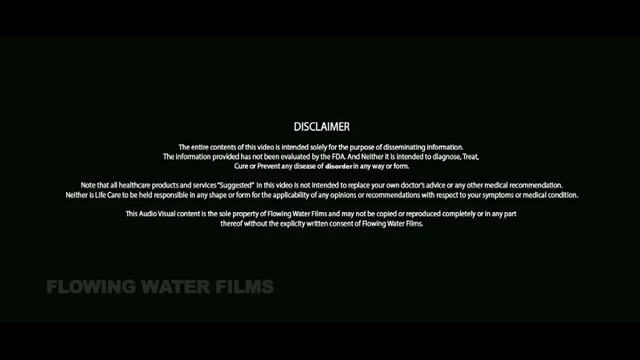 DISCLAIMER
The entire contents of this video is intended solely for the purpose of disseminating information.
The information provided has not been evaluated by the FDA. And Neither it is intended to diagnose, Treat,
Cure or Prevent any disease of disorder in any way or form.
Note that all healthcare products and services "Suggested" in this video is not intended to replace your own doctor's advice or any other medical recommendation.
Neither is Life Care to be held responsible in any shape or form for the applicability of any opinions or recommendations with respect to your symptoms or medical condition.
This Audio Visual content is the sole property of Flowing Water Films and may not be copied or reproduced completely or in any part
thereof without the explicity written consent of Flowing Water Films.
FLOWING WATER FILMS